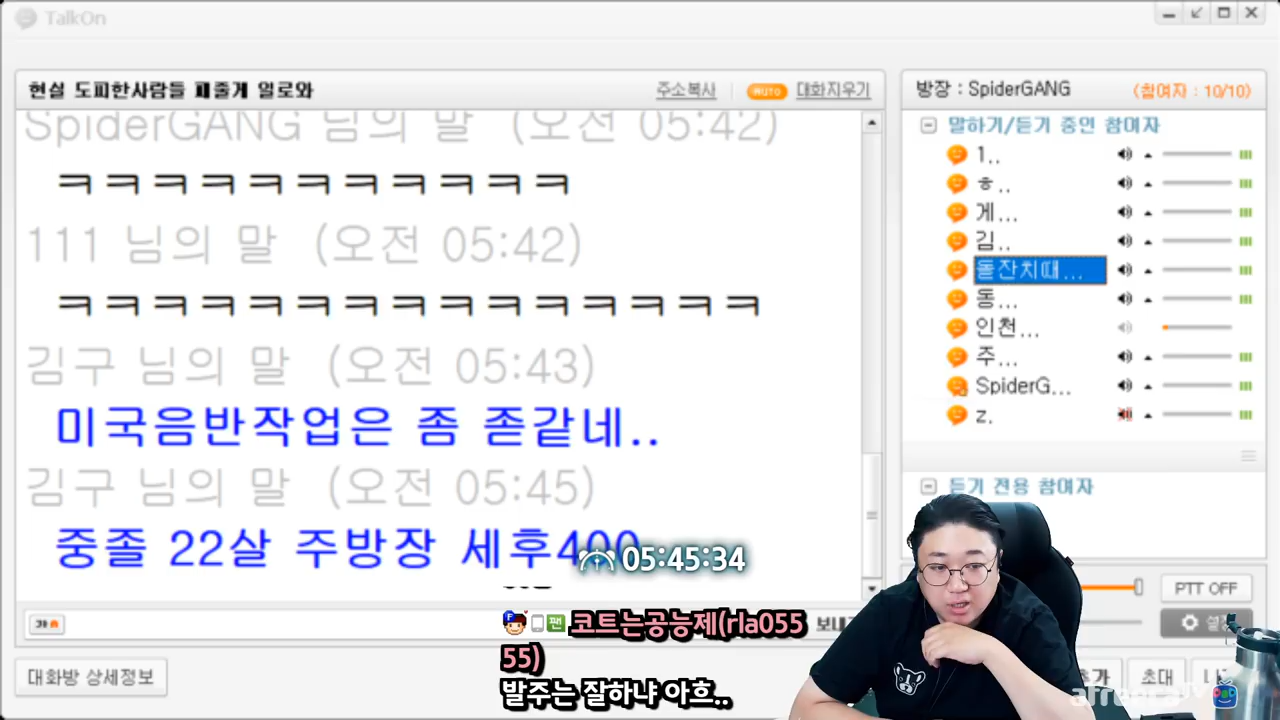 TalkOn
현실 도피한사람들 패줄게 일로와
주소복사
AUTO
대화지우기
SpiderGANG 님의 말 (오전 05:42)
ㅋㅋㅋㅋㅋㅋㅋㅋㅋㅋㅋ
111 님의 말 (오전 05:42)
ㅋㅋㅋㅋㅋㅋㅋㅋㅋㅋㅋㅋㅋㅋㅋ
김구 님의 말 (오전 05:43)
미국음반작업은 좀 좉같네..
김구 님의 말 (오전 05:45)
중졸 22살 주방장 세후400
05:45:34
코트는공능제(rla055
55)
발주는 잘하냐 아흐..
가
대화방 상세정보
방장 : SpiderGANG
(참여자 : 10/10)
말하기/듣기 중인 참여자
1..
ㅎ..
게...
김..
돌잔치때...
동...
인천...
주...
SpiderG...
z.
듣기 전용 참여자
PTT OFF
초대